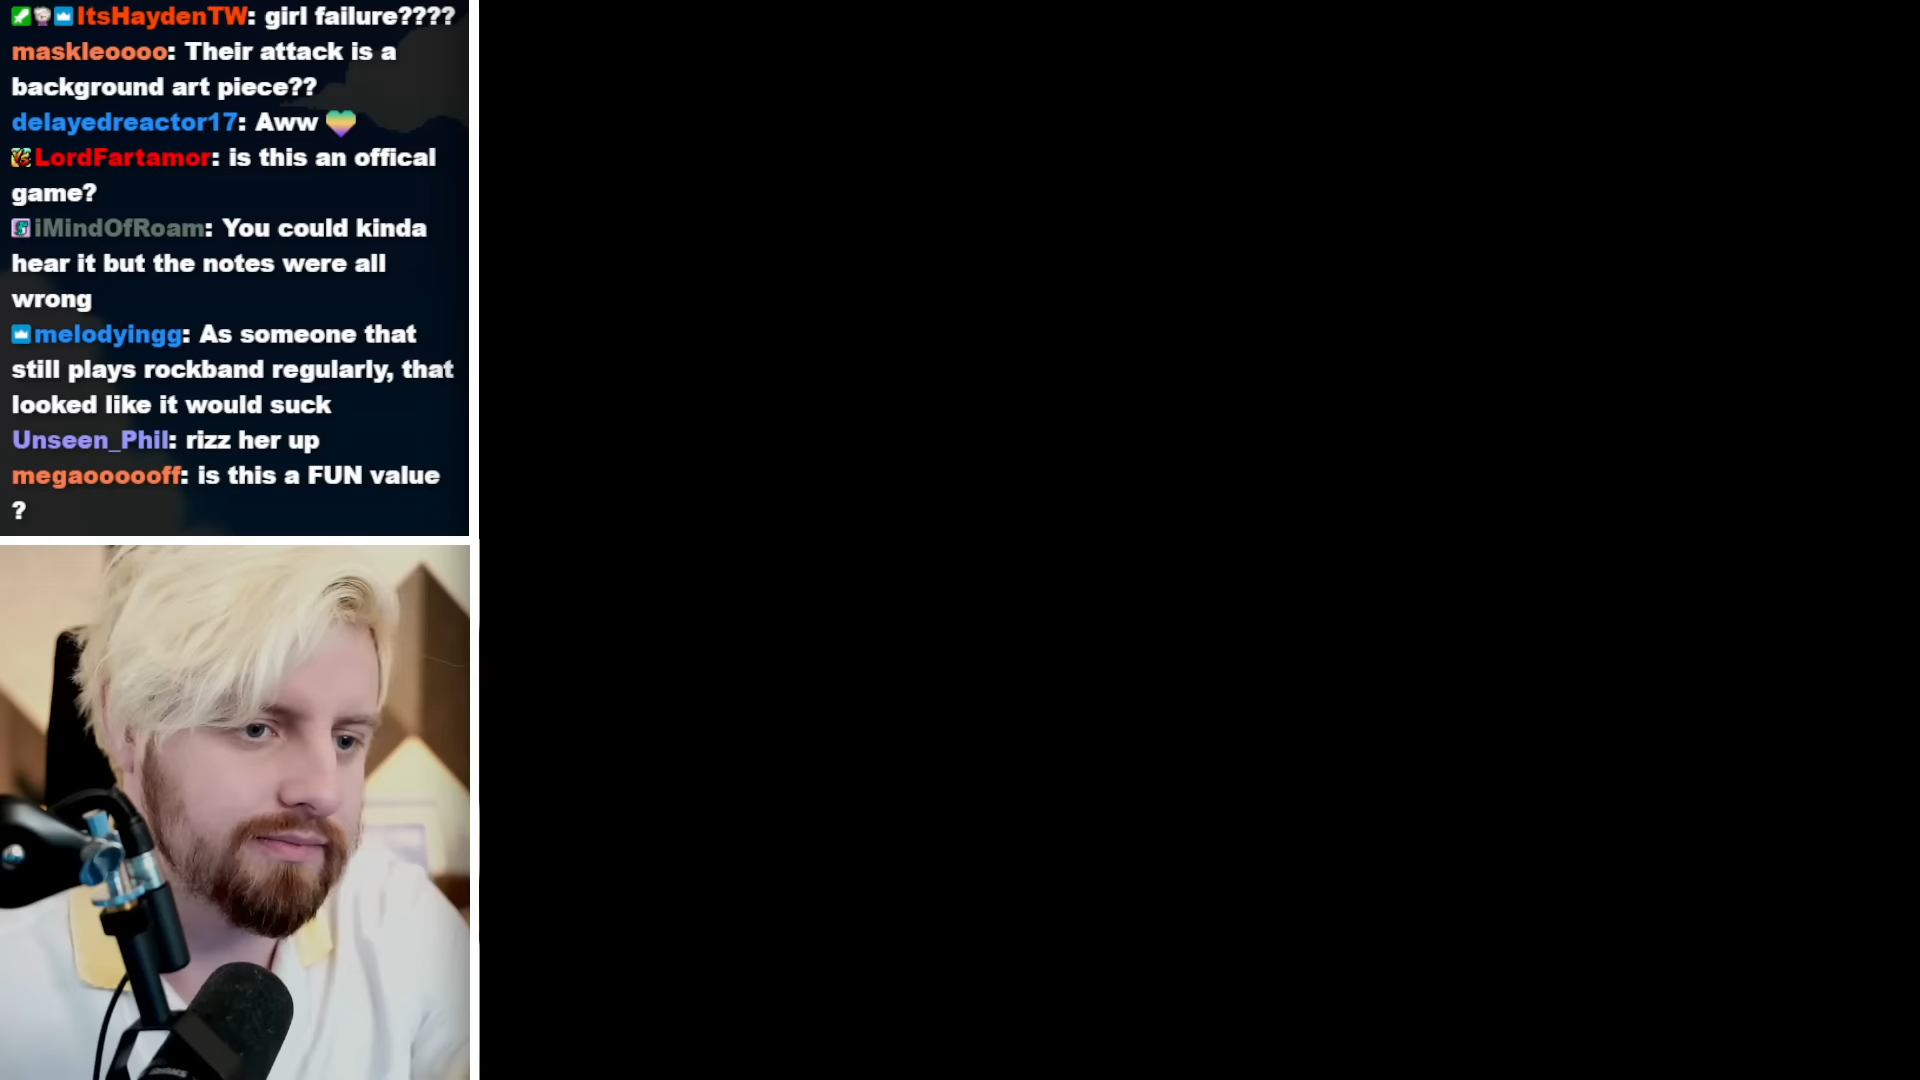 ItsHaydenTW: girl failure????
maskleoooo: Their attack is a
background art piece??
delayedreactor17: Aww
LordFartamor: is this an offical
game?
iMindOfRoam: You could kinda
hear it but the notes were all
wrong
melodyingg: As someone that
still plays rockband regularly, that
looked like it would suck
Unseen_Phil: rizz her up
megaoooooff: is this a FUN value
?